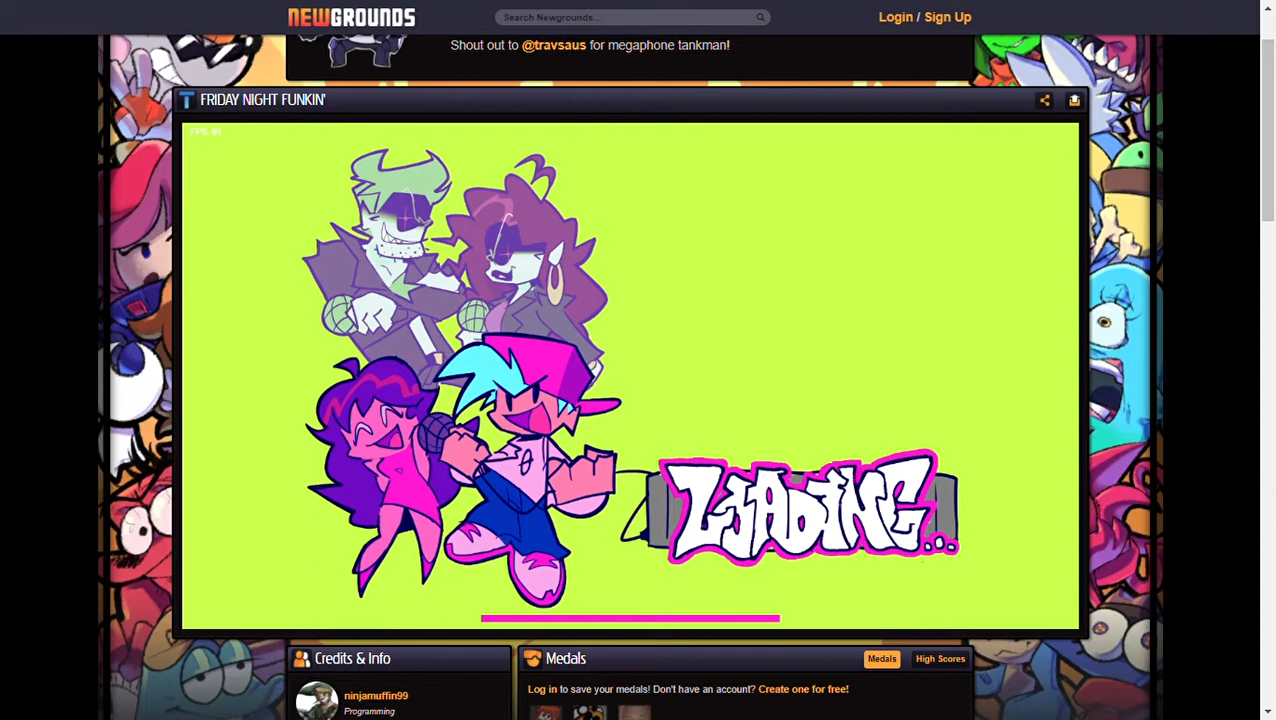 NEWGROUNDS
Search Newgrounds...
Login / Sign Up
Shout out to @travsaus for megaphone tankman!
T FRIDAY NIGHT FUNKIN'
LOADING...
Credits & Info
Medals
Medals
High Scores
Log in to save your medals! Don't have an account? Create one for free!
ninjamuffin99
Programming